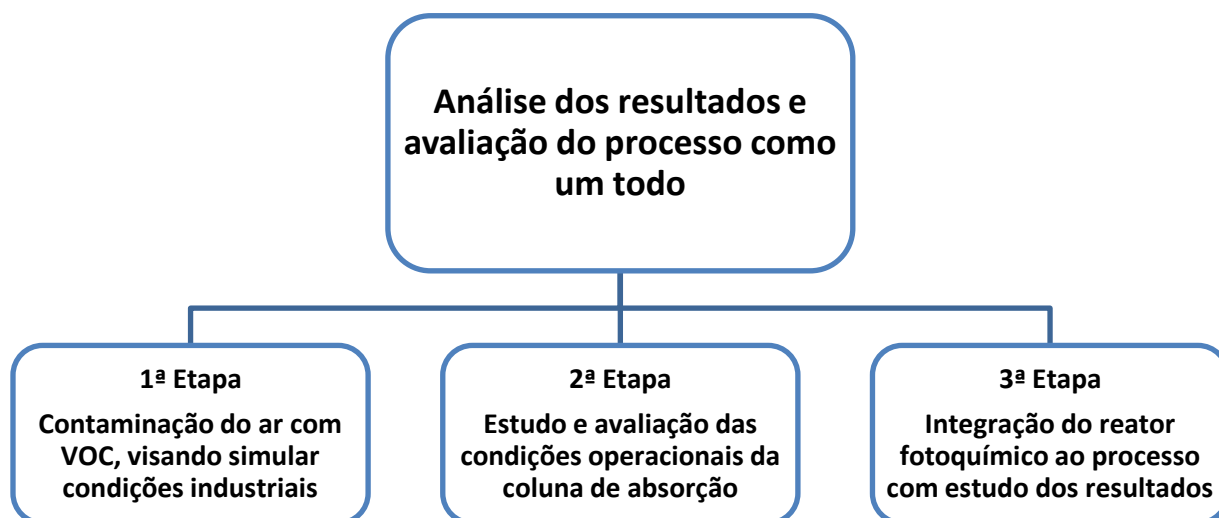 Análise dos resultados e
avaliação do processo como
um todo
1ª Etapa
Contaminação do ar com
VOC, visando simular
condições industriais
2ª Etapa
Estudo e avaliação das
condições operacionais da
coluna de absorção
3ª Etapa
Integração do reator
fotoquímico ao processo
com estudo dos resultados